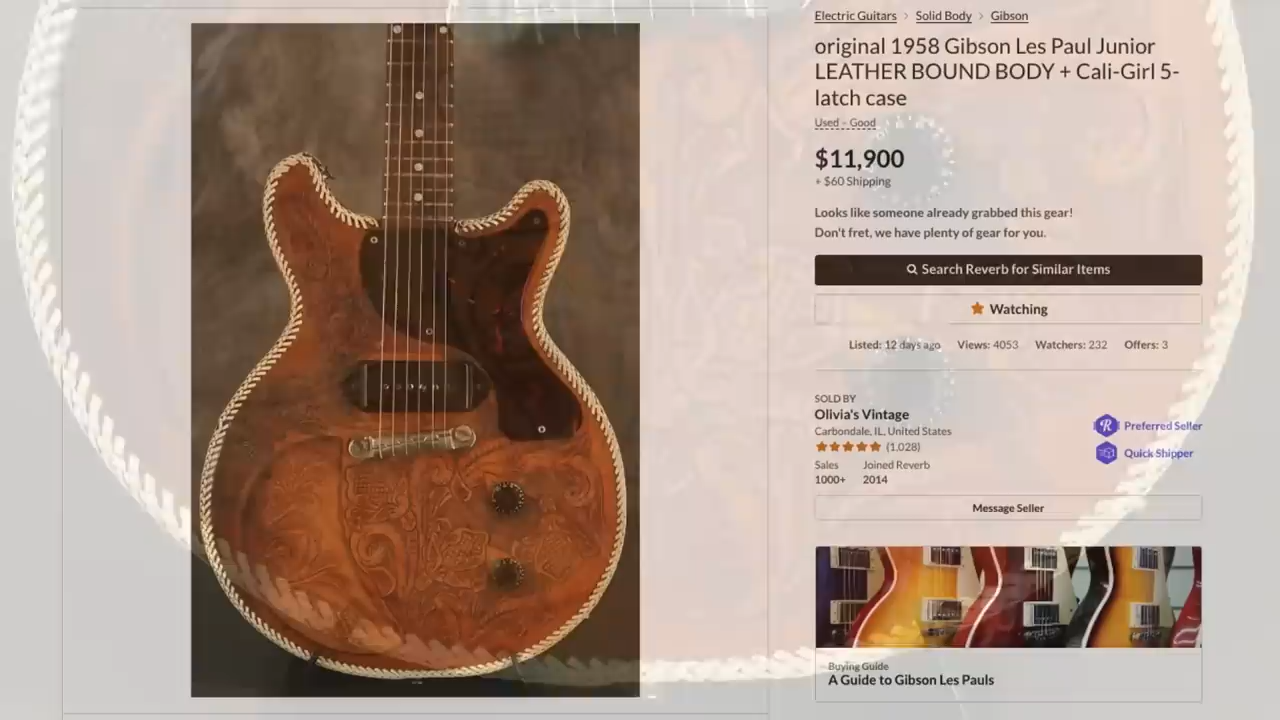 Electric Guitars > Solid Body > Gibson
original 1958 Gibson Les Paul Junior
LEATHER BOUND BODY + Cali-Girl 5-
latch case
Used – Good
$11,900
+ $60 Shipping
Looks like someone already grabbed this gear!
Don't fret, we have plenty of gear for you.
Search Reverb for Similar Items
Watching
Listed: 12 days ago Views: 4053 Watchers: 232 Offers: 3
SOLD BY
Olivia's Vintage
Carbondale, IL, United States
(1,028)
Preferred Seller
Quick Shipper
Sales Joined Reverb
1000+ 2014
Message Seller
Buying Guide
A Guide to Gibson Les Pauls